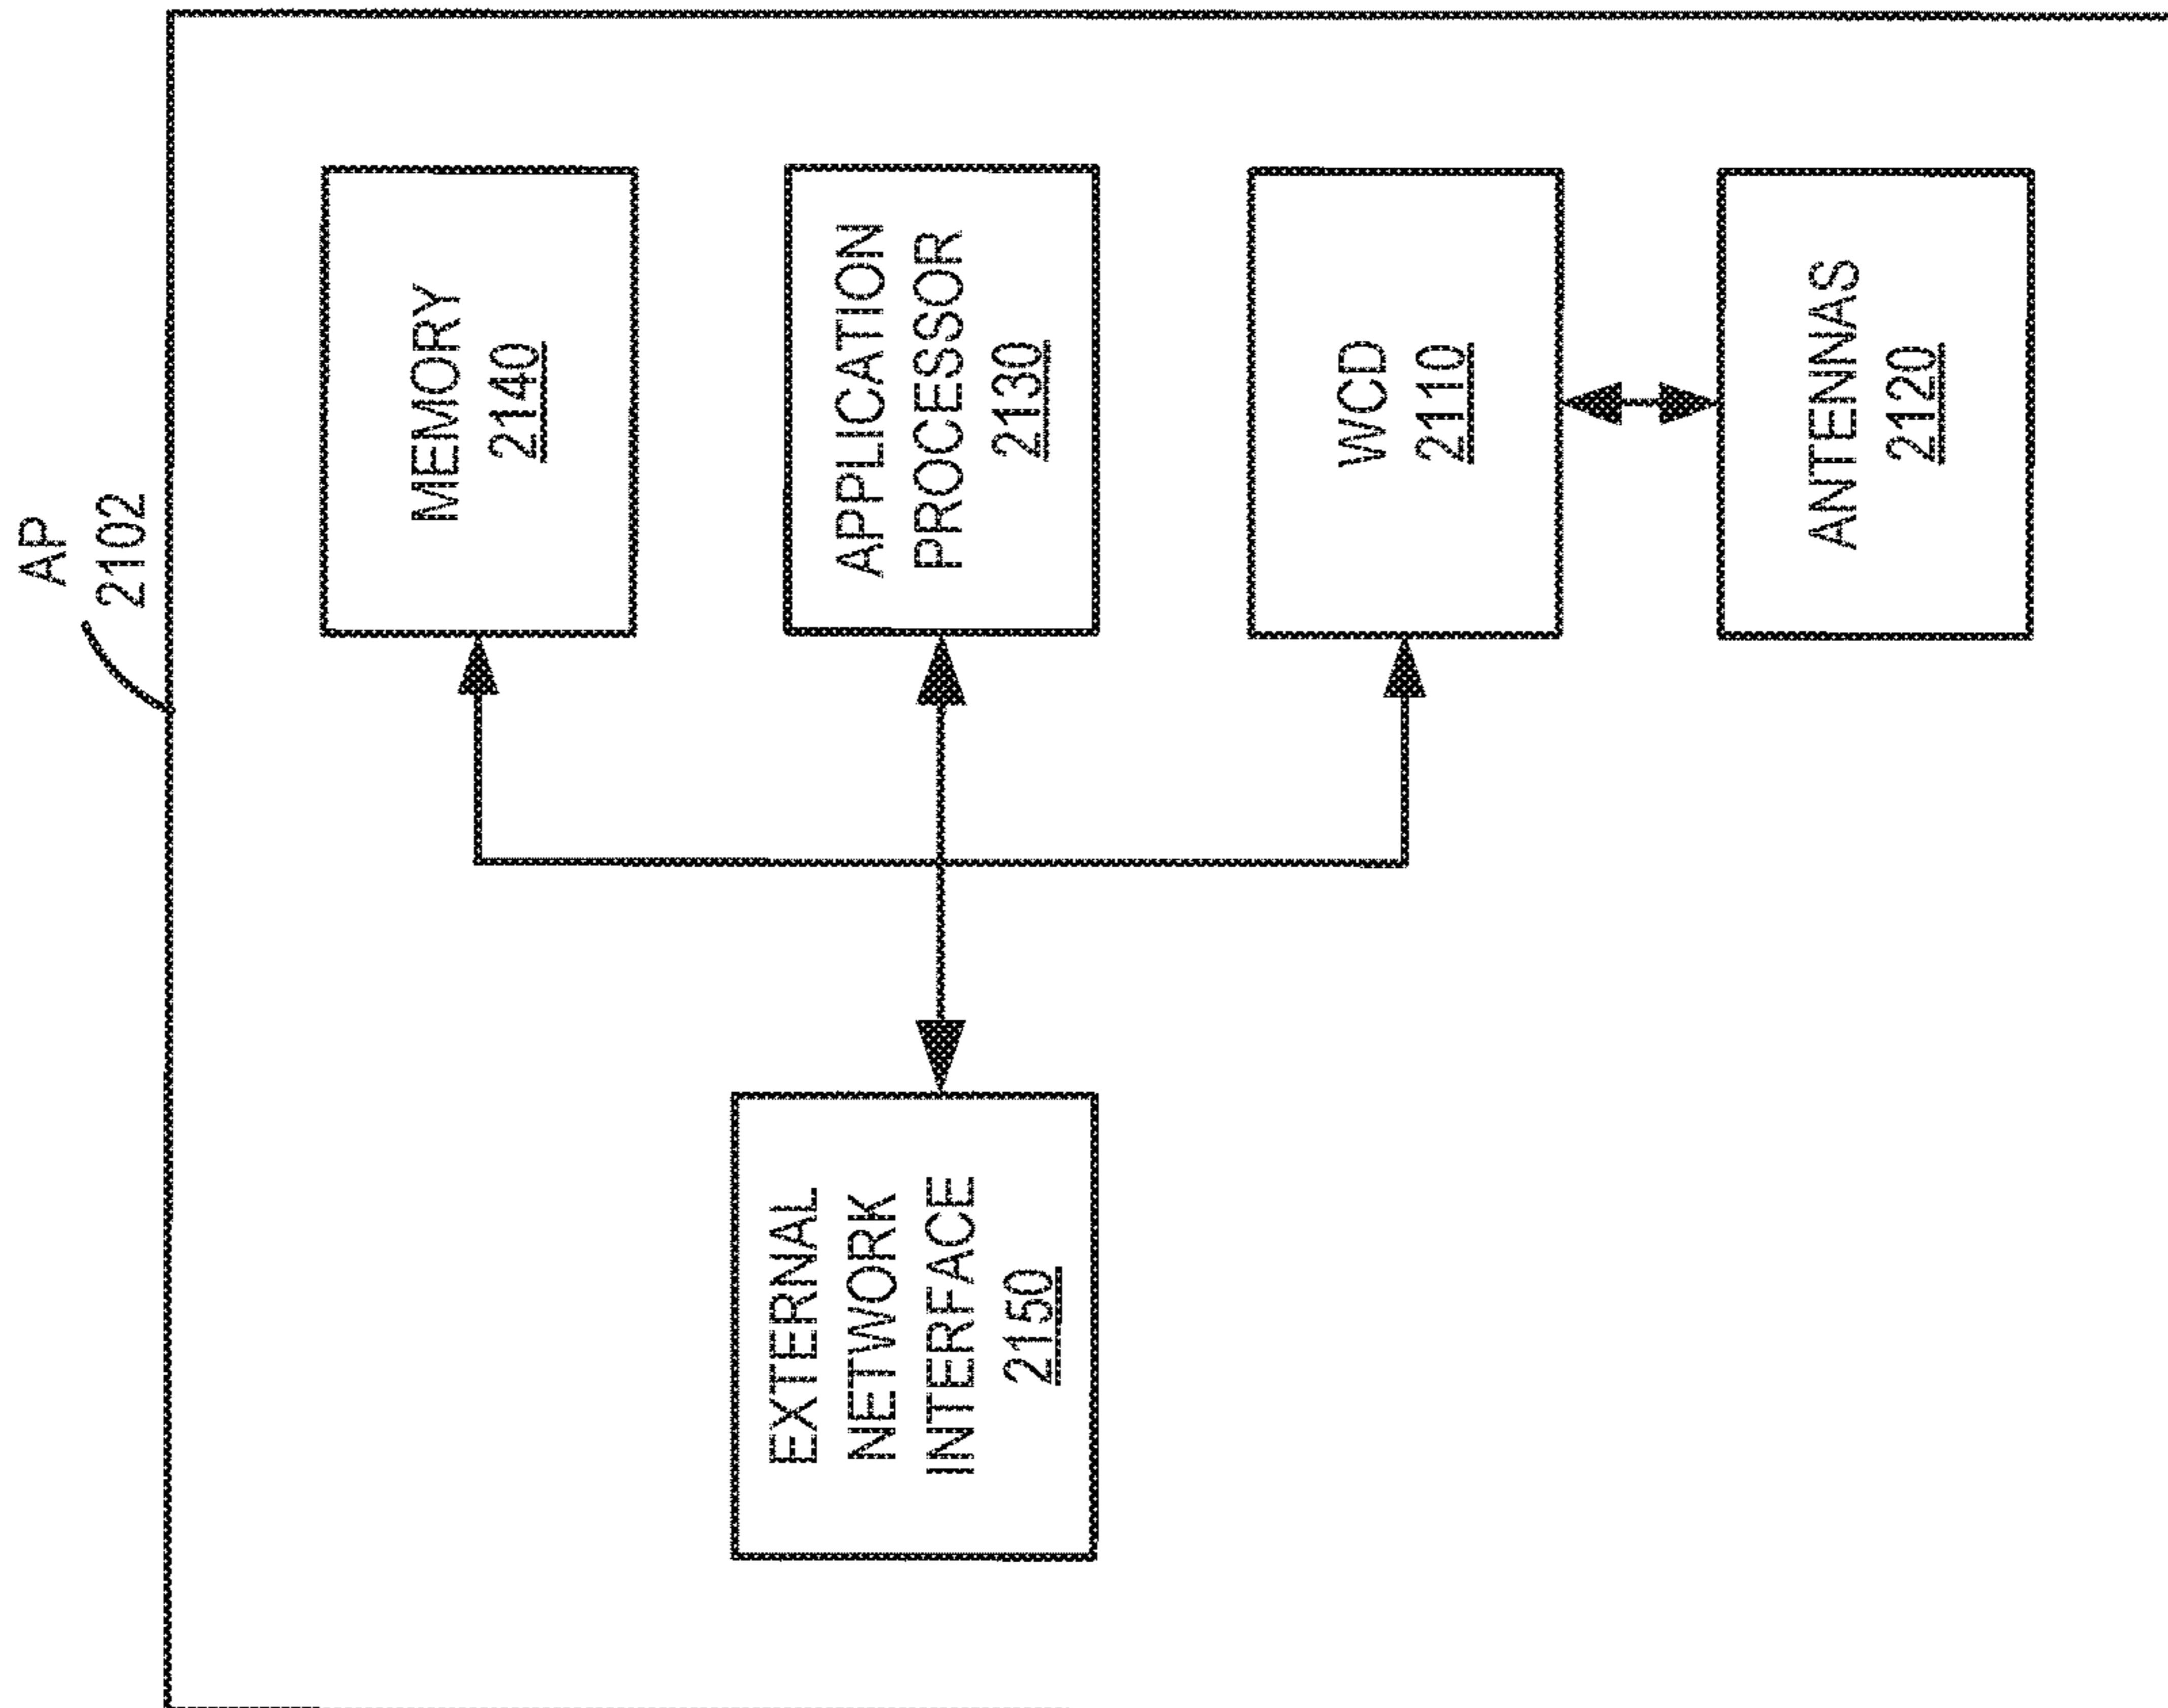 AP
2102
MEMORY
2140
APPLICATION
PROCESSOR
2130
WCD
2110
ANTENNAS
2120
EXTERNAL
NETWORK
INTERFACE
2150